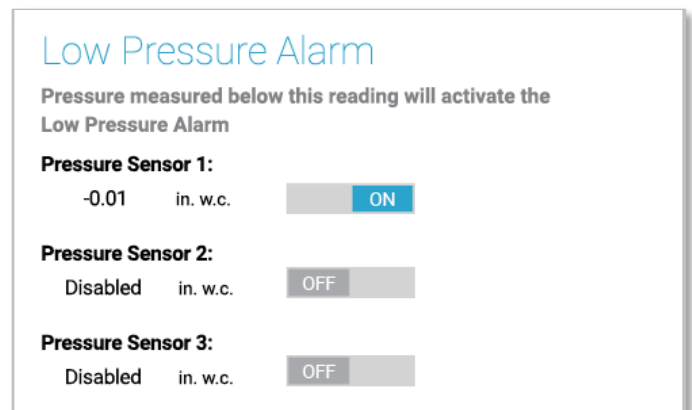 Low Pressure Alarm
Pressure measured below this reading will activate the
Low Pressure Alarm
Pressure Sensor 1:
-0.01 in. w.c. ON
Pressure Sensor 2:
Disabled in. w.c. OFF
Pressure Sensor 3:
Disabled in. w.c. OFF